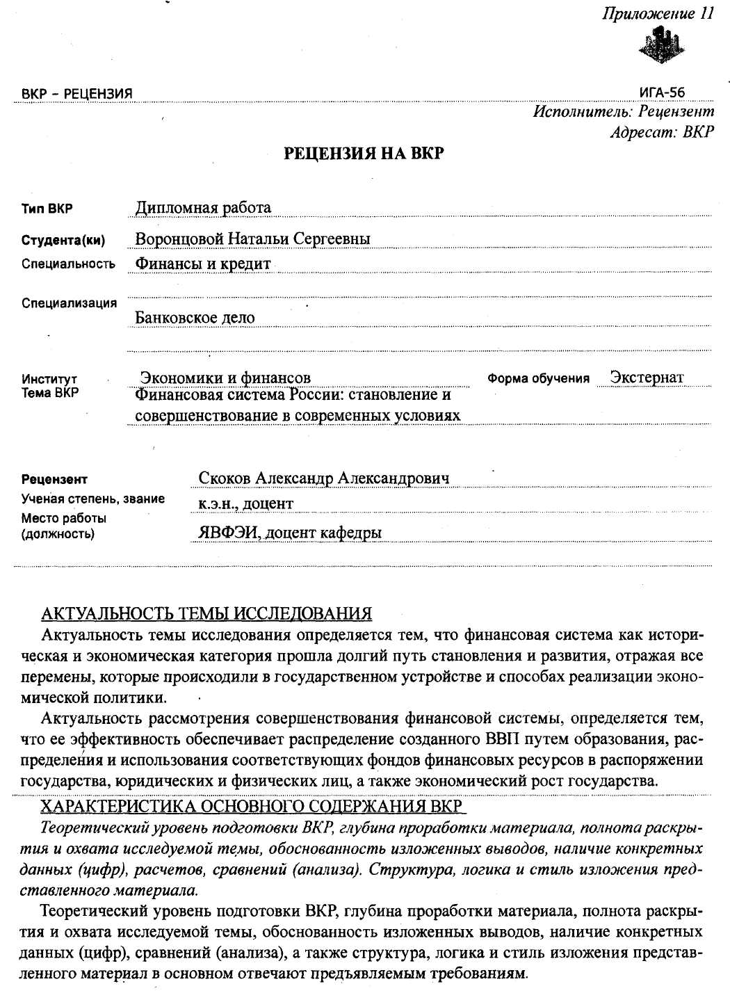 Приложение 11
ВКР – РЕЦЕНЗИЯ ИГА-56
Исполнитель: Рецензент
Адресат: ВКР
РЕЦЕНЗИЯ НА ВКР
Тип ВКР Дипломная работа
Студента(ки) Воронцовой Натальи Сергеевны
Специальность Финансы и кредит
Специализация
Банковское дело
Институт Экономики и финансов Форма обучения Экстернат
Тема ВКР Финансовая система России: становление и
совершенствование в современных условиях
Рецензент Скоков Александр Александрович
Ученая степень, звание к.э.н., доцент
Место работы
(должность) ЯВФЭИ, доцент кафедры
АКТУАЛЬНОСТЬ ТЕМЫ ИССЛЕДОВАНИЯ
Актуальность темы исследования определяется тем, что финансовая система как истори-
ческая и экономическая категория прошла долгий путь становления и развития, отражая все
перемены, которые происходили в государственном устройстве и способах реализации эконо-
мической политики.
Актуальность рассмотрения совершенствования финансовой системы, определяется тем,
что ее эффективность обеспечивает распределение созданного ВВП путем образования, рас-
пределения и использования соответствующих фондов финансовых ресурсов в распоряжении
государства, юридических и физических лиц, а также экономический рост государства.
ХАРАКТЕРИСТИКА ОСНОВНОГО СОДЕРЖАНИЯ ВКР
Теоретический уровень подготовки ВКР, глубина проработки материала, полнота раскры-
тия и охвата исследуемой темы, обоснованность изложенных выводов, наличие конкретных
данных (цифр), расчетов, сравнений (анализа). Структура, логика и стиль изложения пред-
ставленного материала.
Теоретический уровень подготовки ВКР, глубина проработки материала, полнота раскры-
тия и охвата исследуемой темы, обоснованность изложенных выводов, наличие конкретных
данных (цифр), сравнений (анализа), а также структура, логика и стиль изложения представ-
ленного материал в основном отвечают предъявляемым требованиям.